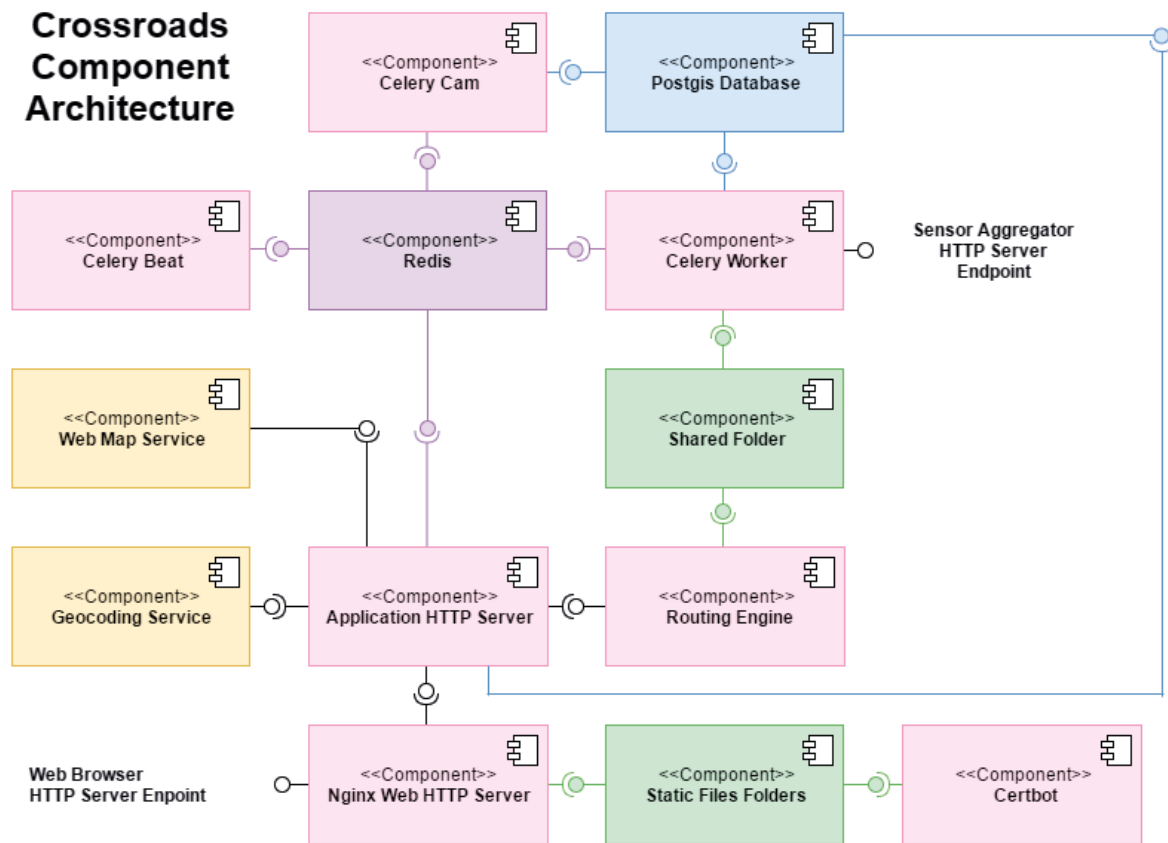 Crossroads
Component
Architecture
<<Component>>
Celery Cam
<<Component>>
Postgis Database
<<Component>>
Celery Beat
<<Component>>
Redis
<<Component>>
Celery Worker
Sensor Aggregator
HTTP Server
Endpoint
<<Component>>
Web Map Service
<<Component>>
Shared Folder
<<Component>>
Geocoding Service
<<Component>>
Application HTTP Server
<<Component>>
Routing Engine
Web Browser
HTTP Server Enpoint
<<Component>>
Nginx Web HTTP Server
<<Component>>
Static Files Folders
<<Component>>
Certbot